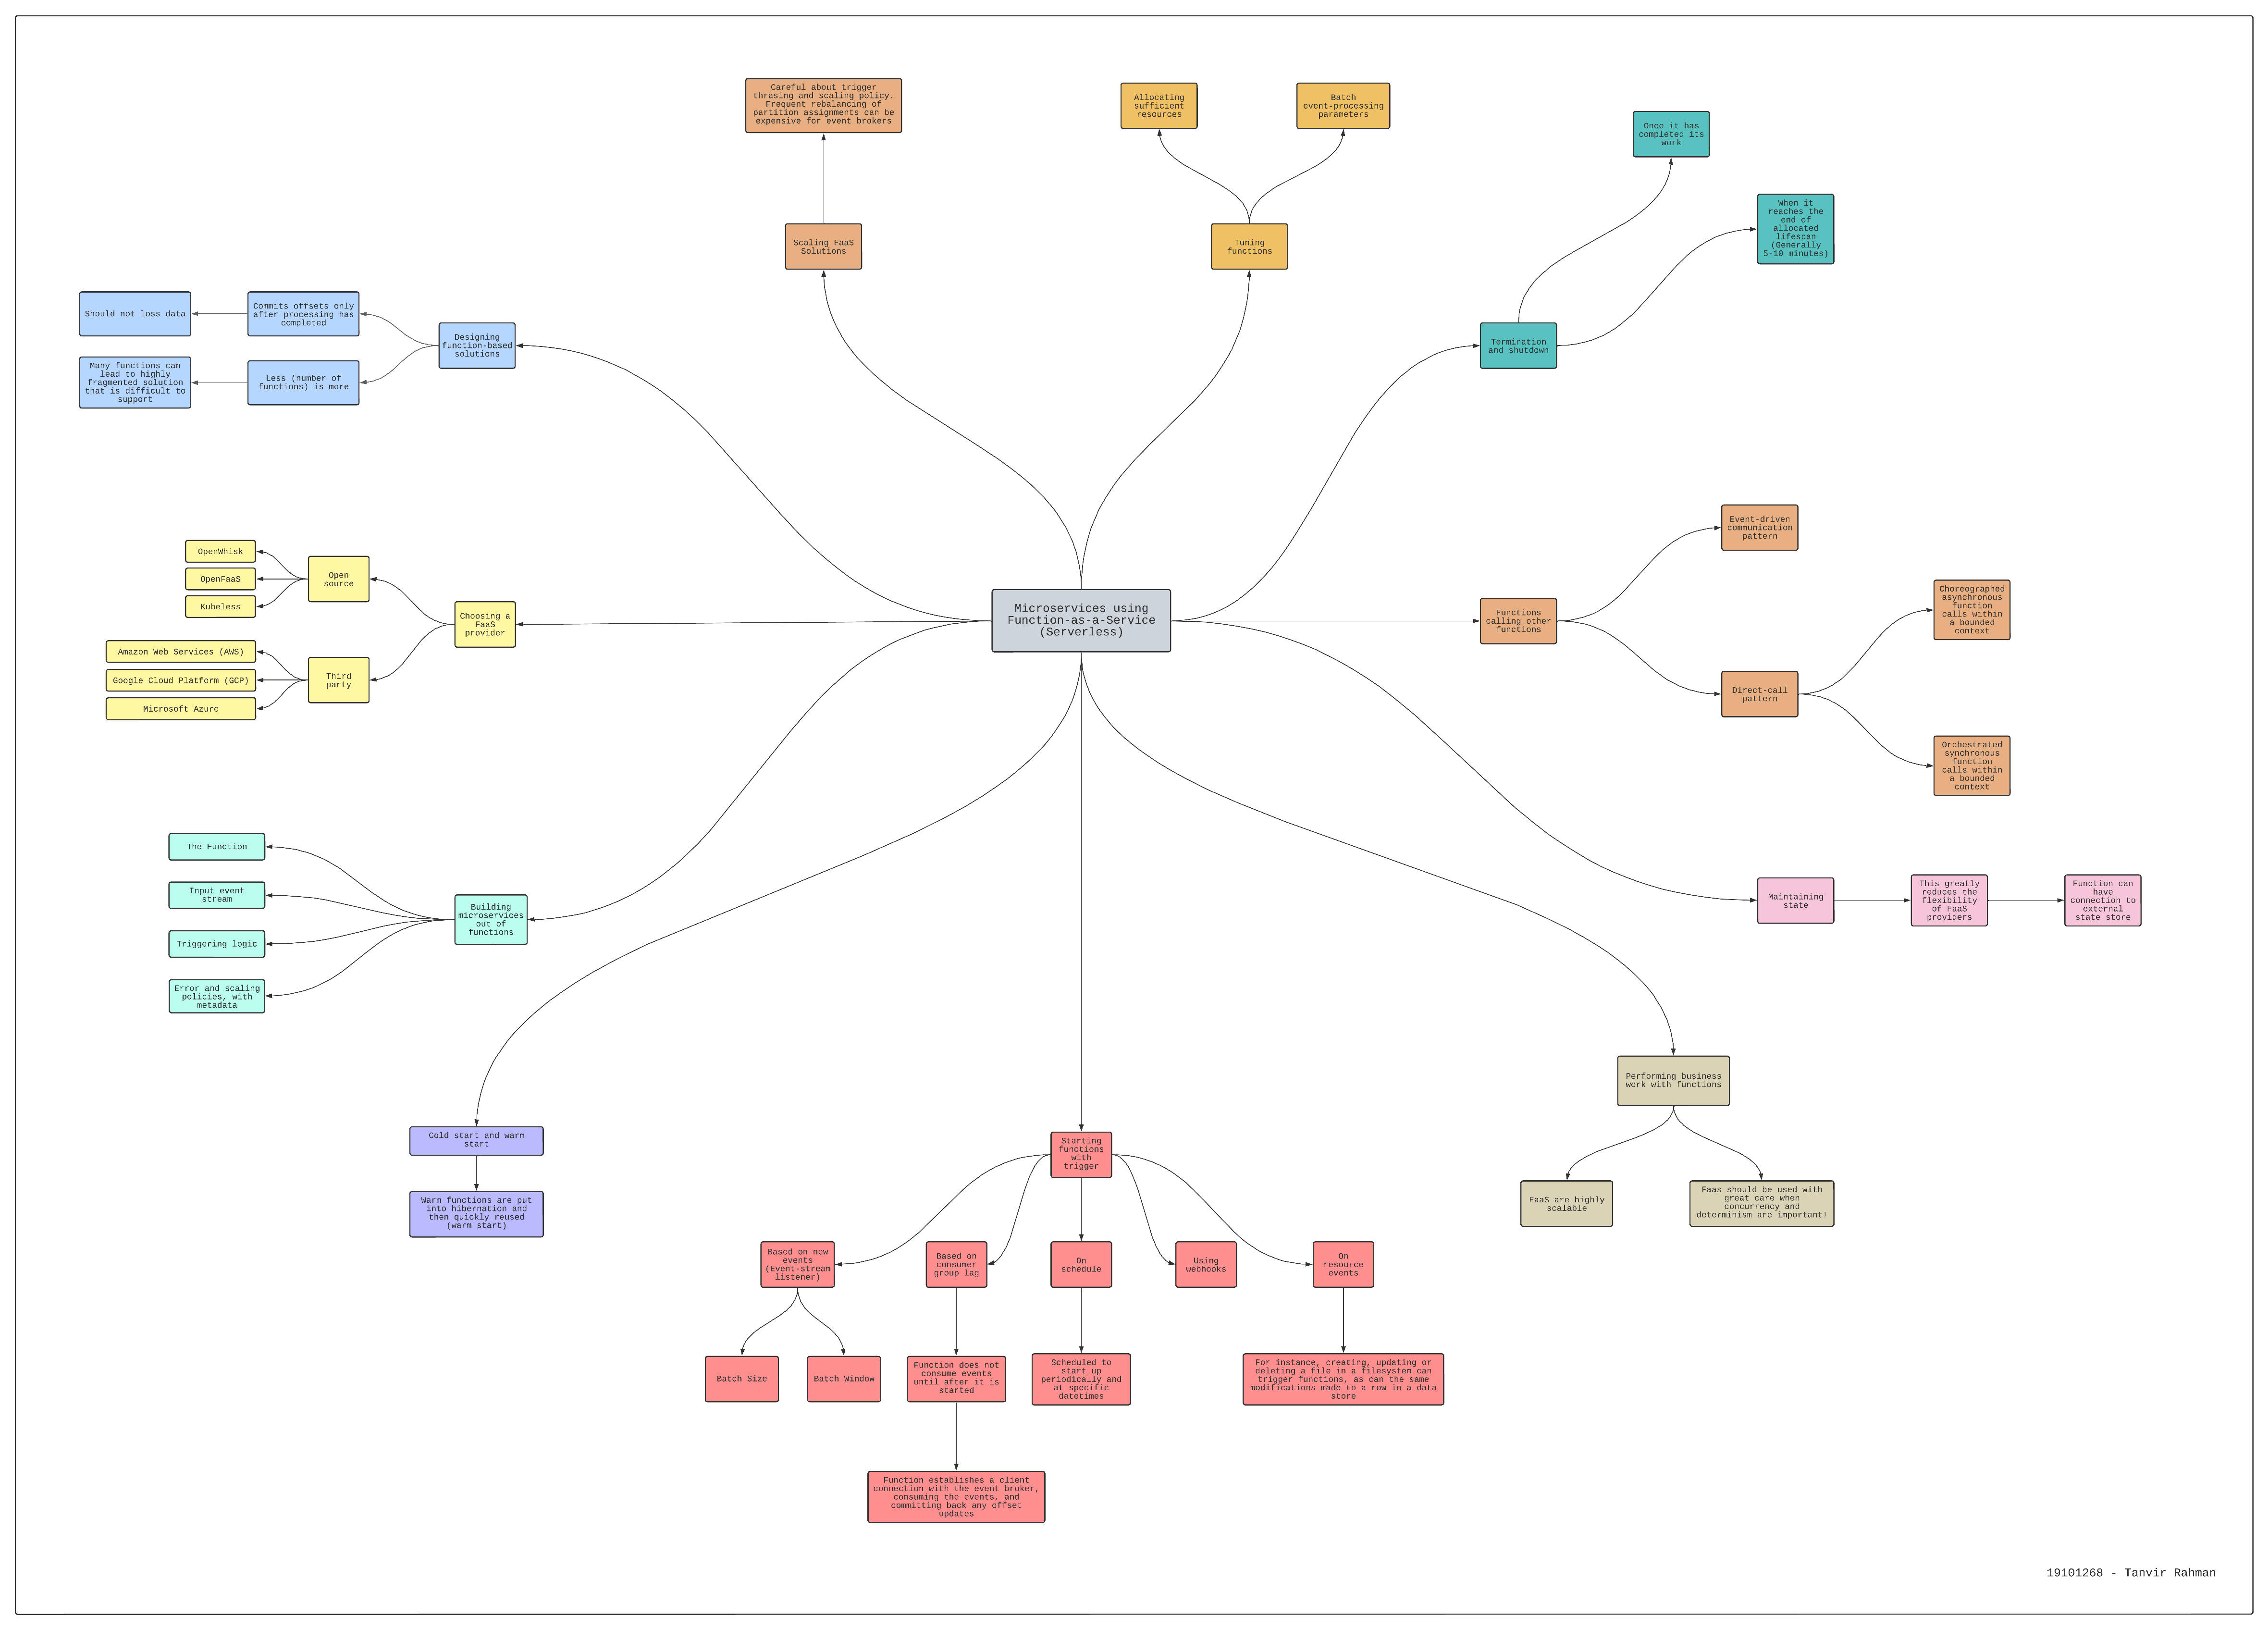 Careful about trigger
thrasing and scaling policy.
Frequent rebalancing of
partition assignments can be
expensive for event brokers
Scaling FaaS
Solutions
Allocating
sufficient
resources
Batch
event-processing
parameters
Tuning
functions
Once it has
completed its
work
When it
reaches the
end of
allocated
lifespan
(Generally
5-10 minutes)
Termination
and shutdown
Should not loss data
Commits offsets only
after processing has
completed
Designing
function-based
solutions
Many functions can
lead to highly
fragmented solution
that is difficult to
support
Less (number of
functions) is more
OpenWhisk
OpenFaaS
Kubeless
Open
source
Choosing a
FaaS
provider
Amazon Web Services (AWS)
Google Cloud Platform (GCP)
Microsoft Azure
Third
party
Microservices using
Function-as-a-Service
(Serverless)
Functions
calling other
functions
Event-driven
communication
pattern
Direct-call
pattern
Choreographed
asynchronous
function
calls within
a bounded
context
Orchestrated
synchronous
function
calls within
a bounded
context
The Function
Input event
stream
Triggering logic
Error and scaling
policies, with
metadata
Building
microservices
out of
functions
Maintaining
state
This greatly
reduces the
flexibility
of FaaS
providers
Function can
have
connection to
external
state store
Cold start and warm
start
Warm functions are put
into hibernation and
then quickly reused
(warm start)
Performing business
work with functions
FaaS are highly
scalable
Faas should be used with
great care when
concurrency and
determinism are important!
Starting
functions
with
trigger
Based on new
events
(Event-stream
listener)
Based on
consumer
group lag
On
schedule
Using
webhooks
On
resource
events
Batch Size
Batch Window
Function does not
consume events
until after it is
started
Scheduled to
start up
periodically and
at specific
datetimes
For instance, creating, updating or
deleting a file in a filesystem can
trigger functions, as can the same
modifications made to a row in a data
store
Function establishes a client
connection with the event broker,
consuming the events, and
committing back any offset
updates
19101268 - Tanvir Rahman